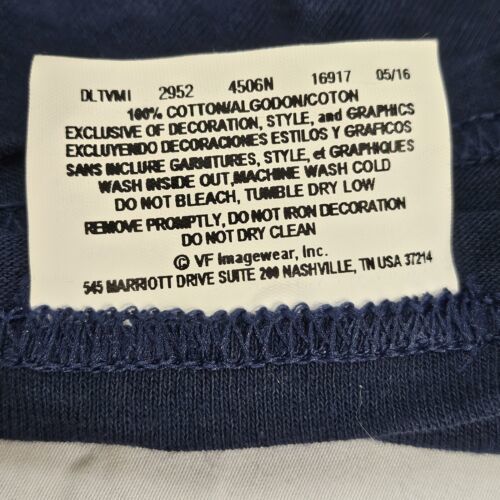 DLTVMI 2952 4506N 16917 05/16
100% COTTON/ALGODON/COTON
EXCLUSIVE OF DECORATION, STYLE, and GRAPHICS
EXCLUYENDO DECORACIONES ESTILOS Y GRAFICOS
SANS INCLURE GARNITURES, STYLE, et GRAPHIQUES
WASH INSIDE OUT, MACHINE WASH COLD
DO NOT BLEACH, TUMBLE DRY LOW
REMOVE PROMPTLY, DO NOT IRON DECORATION
DO NOT DRY CLEAN
© VF Imagewear, Inc.
545 MARRIOTT DRIVE SUITE 200 NASHVILLE, TN USA 37214